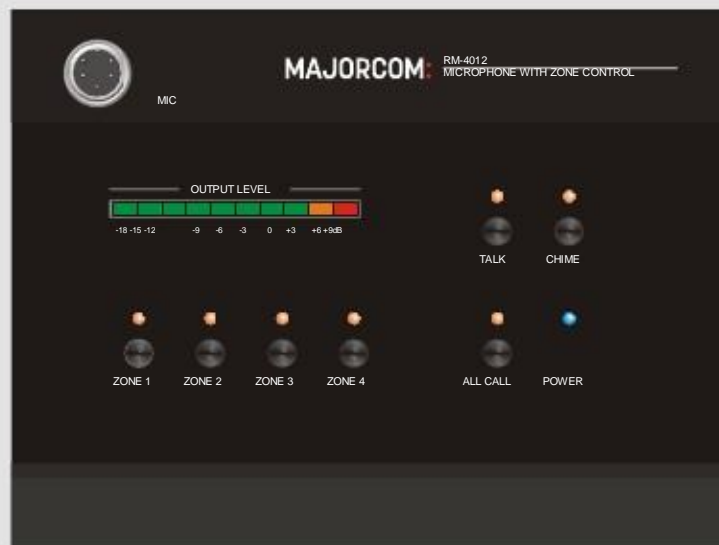 MAJORCOM:
RM-4012
MICROPHONE WITH ZONE CONTROL
MIC
OUTPUT LEVEL
-18 -15 -12 -9 -6 -3 0 +3 +6 +9dB
TALK CHIME
ZONE 1 ZONE 2 ZONE 3 ZONE 4 ALL CALL POWER